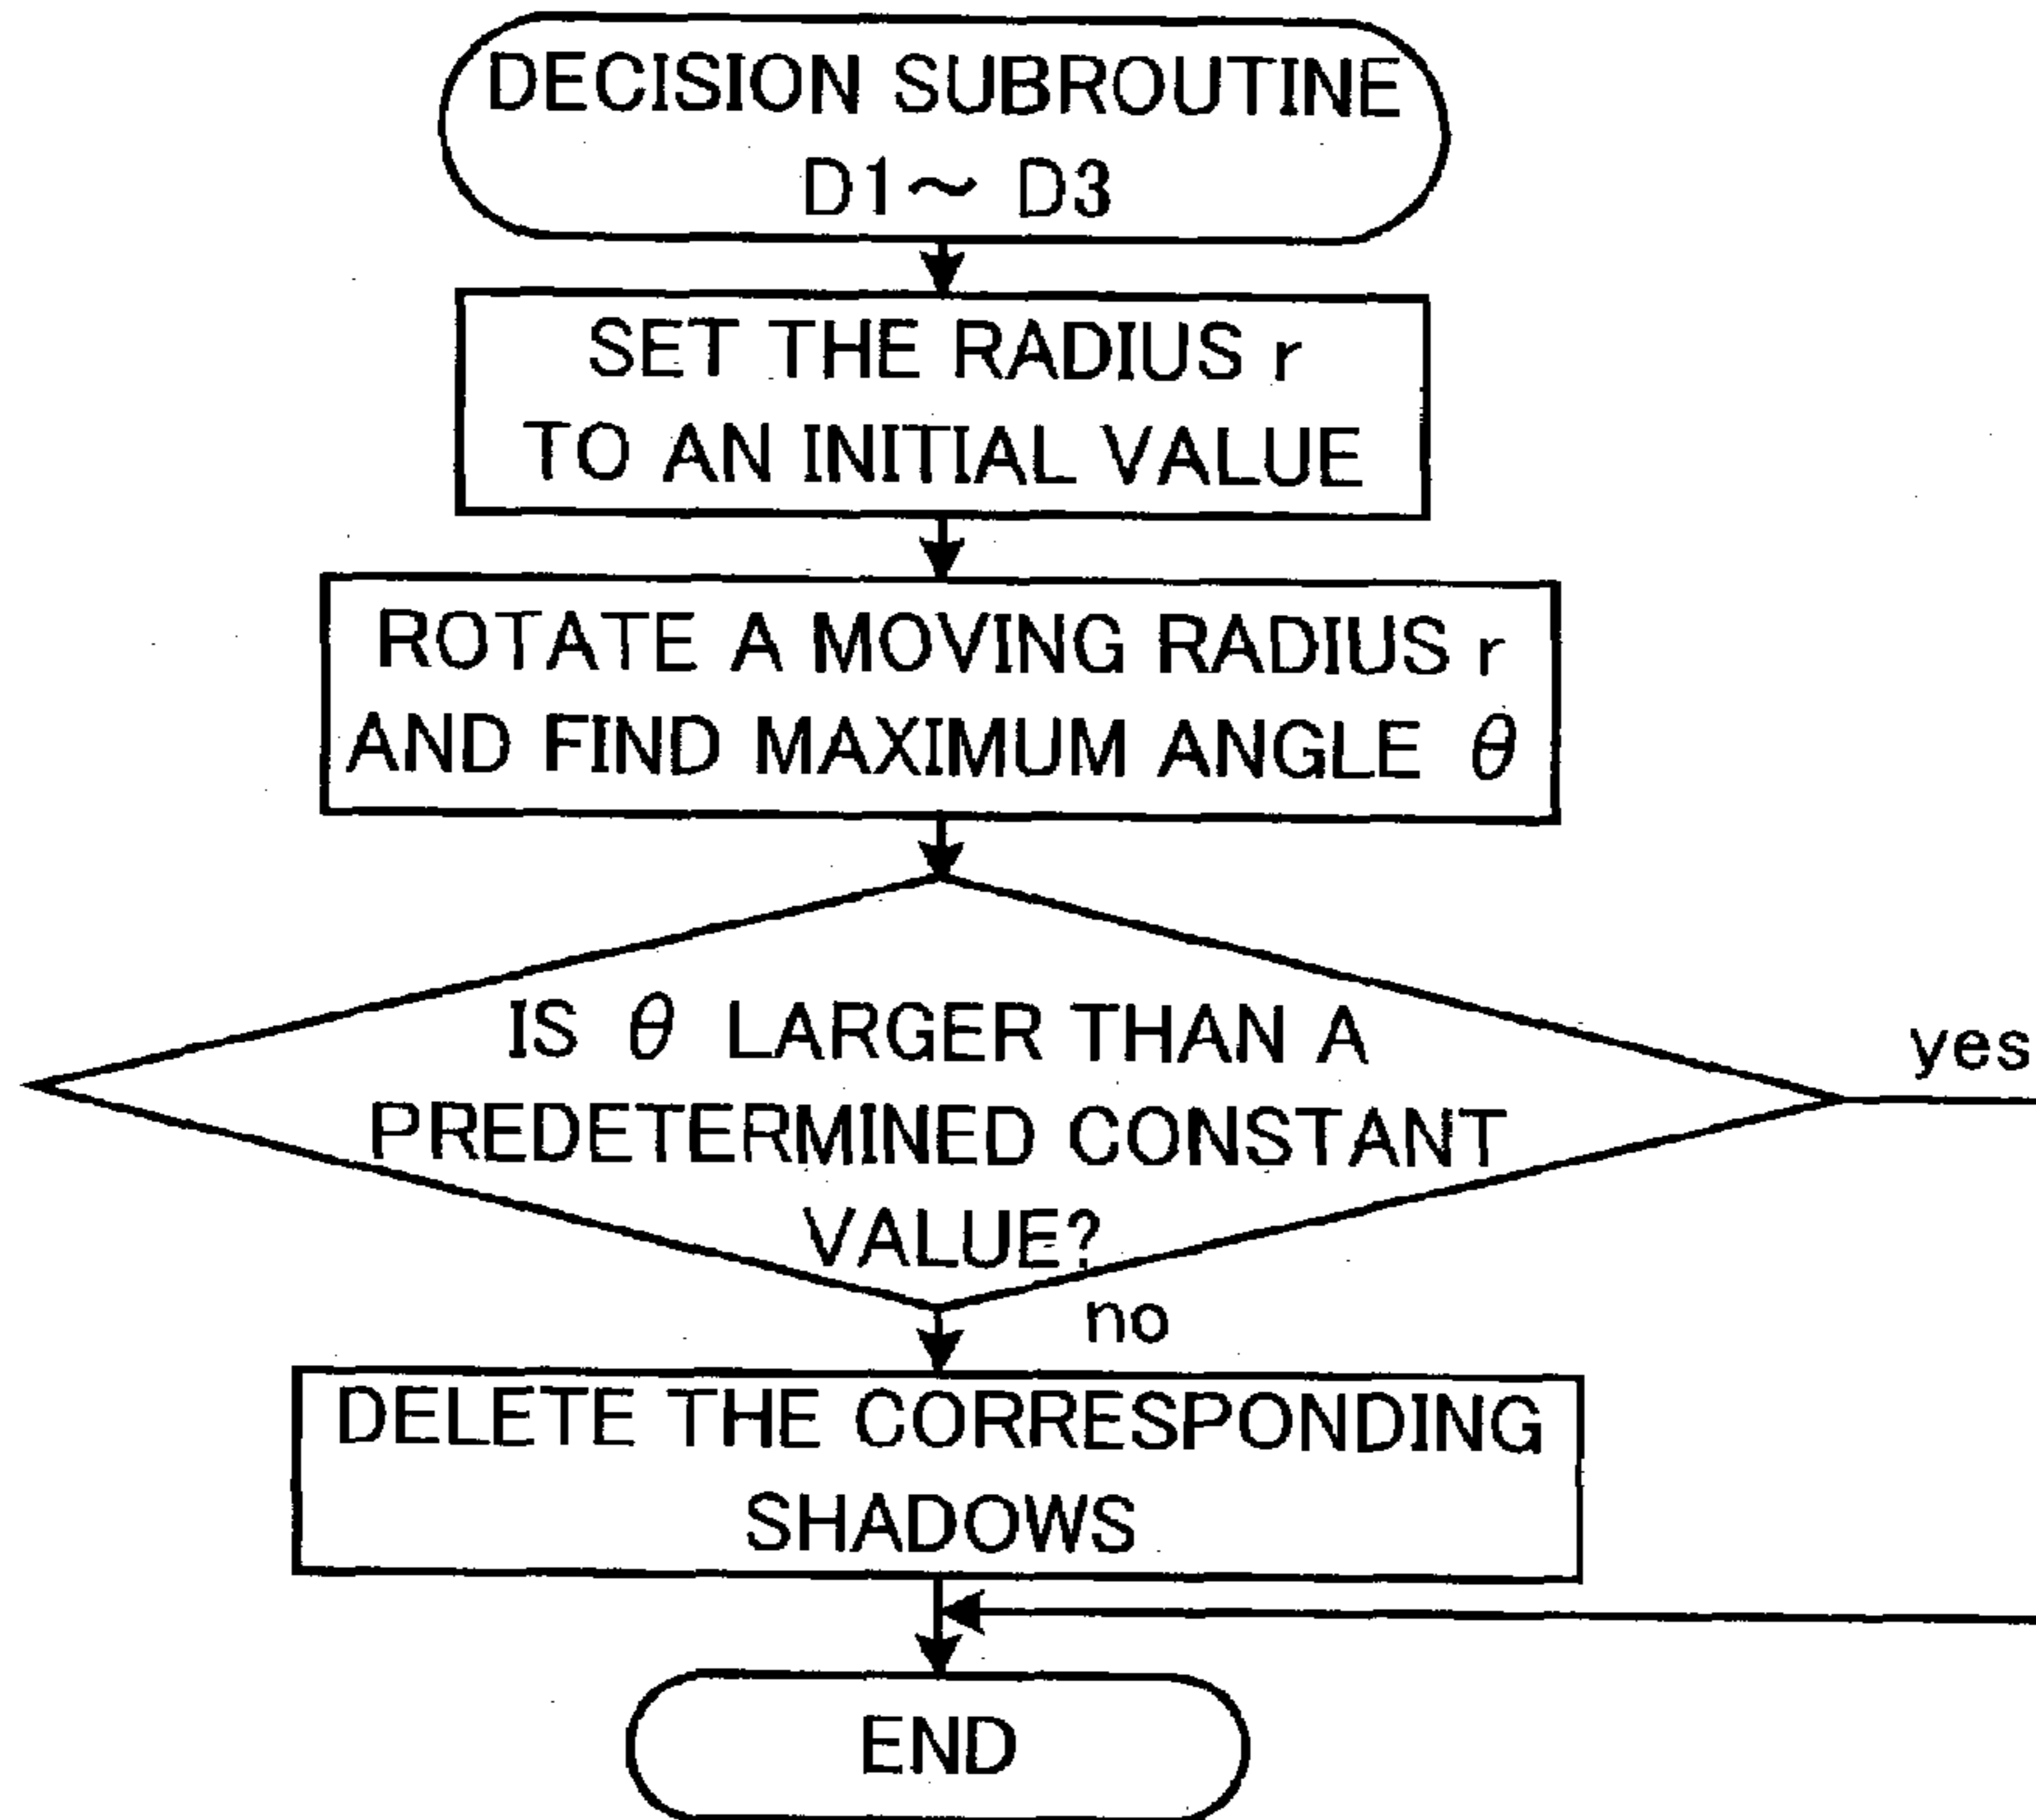 DECISION SUBROUTINE
D1～ D3
SET THE RADIUS r
TO AN INITIAL VALUE
ROTATE A MOVING RADIUS r
AND FIND MAXIMUM ANGLE θ
IS θ LARGER THAN A
PREDETERMINED CONSTANT
VALUE?
yes
no
DELETE THE CORRESPONDING
SHADOWS
END